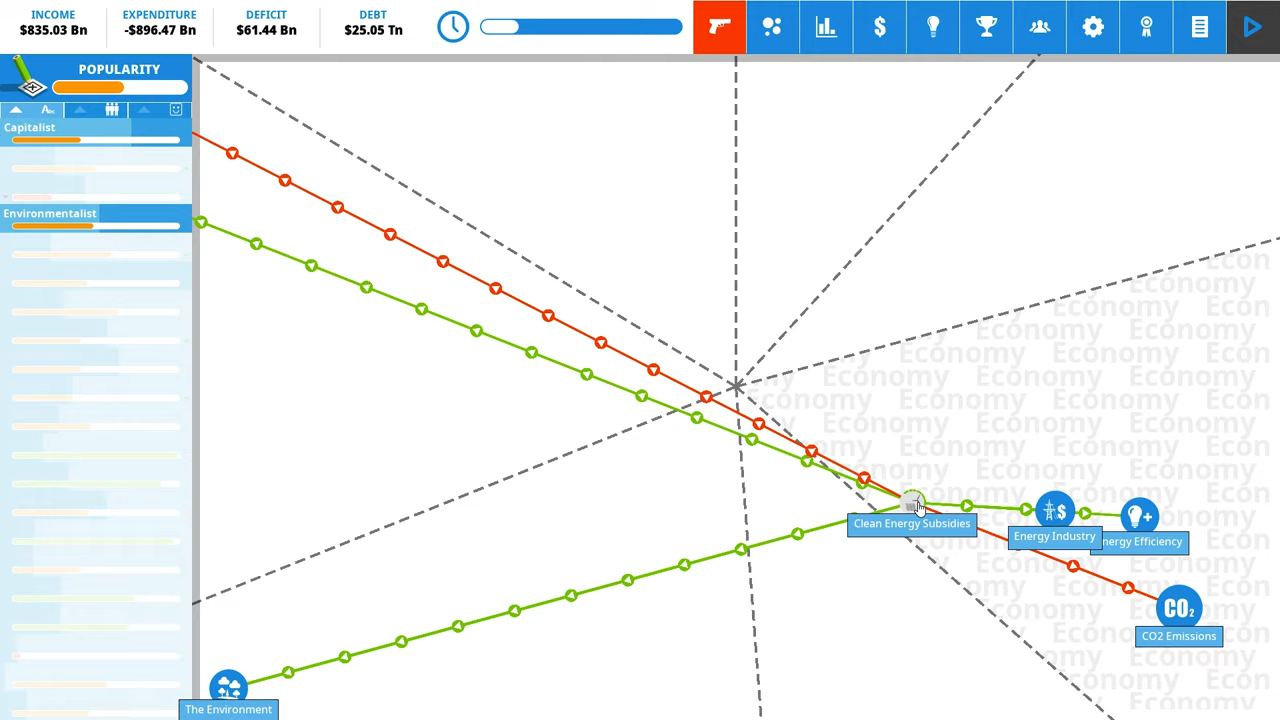 INCOME
$835.03 Bn
EXPENDITURE
-$896.47 Bn
DEFICIT
$61.44 Bn
DEBT
$25.05 Tn
POPULARITY
Capitalist
Environmentalist
Economy
Clean Energy Subsidies
Energy Industry
nergy Efficiency
CO₂
CO2 Emissions
The Environment